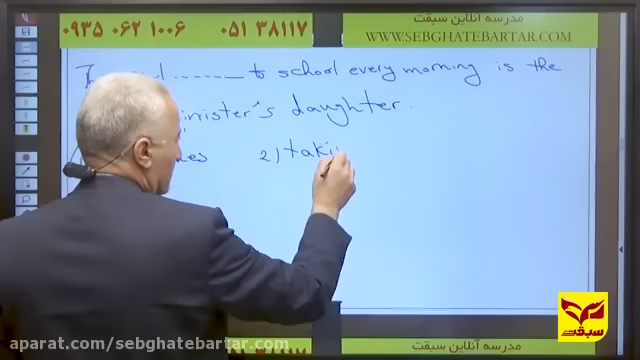 مدرسه آنلاین سبقت
۰۹۳۵ ۰۶۲ ۱۰۰۶ ۰۵۱ ۳۸۱۱۷
WWW.SEBGHATEBARTAR.COM
to school every morning is the
daughter.
2) taki
سبقت
مدرسه آنلاین سبقت
aparat.com/sebghatebartar.com